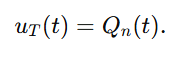 u_T(t) = Q_n(t).